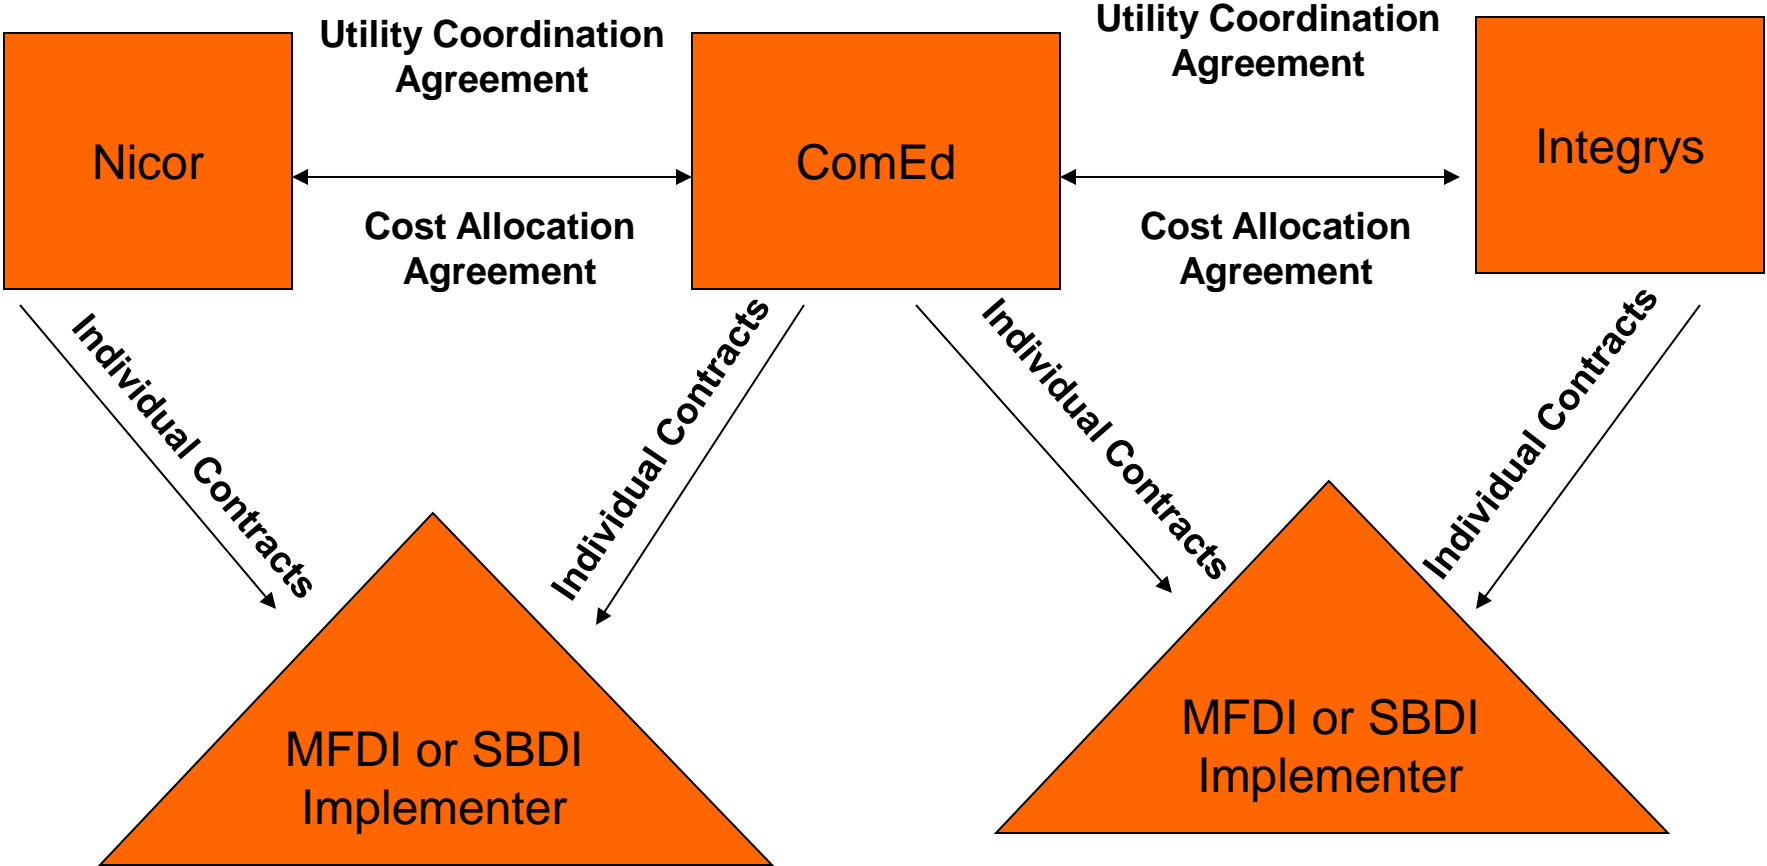 Utility Coordination
Agreement
Utility Coordination
Agreement
Nicor
ComEd
Integrys
Cost Allocation
Agreement
Cost Allocation
Agreement
Individual Contracts
Individual Contracts
Individual Contracts
Individual Contracts
MFDI or SBDI
Implementer
MFDI or SBDI
Implementer